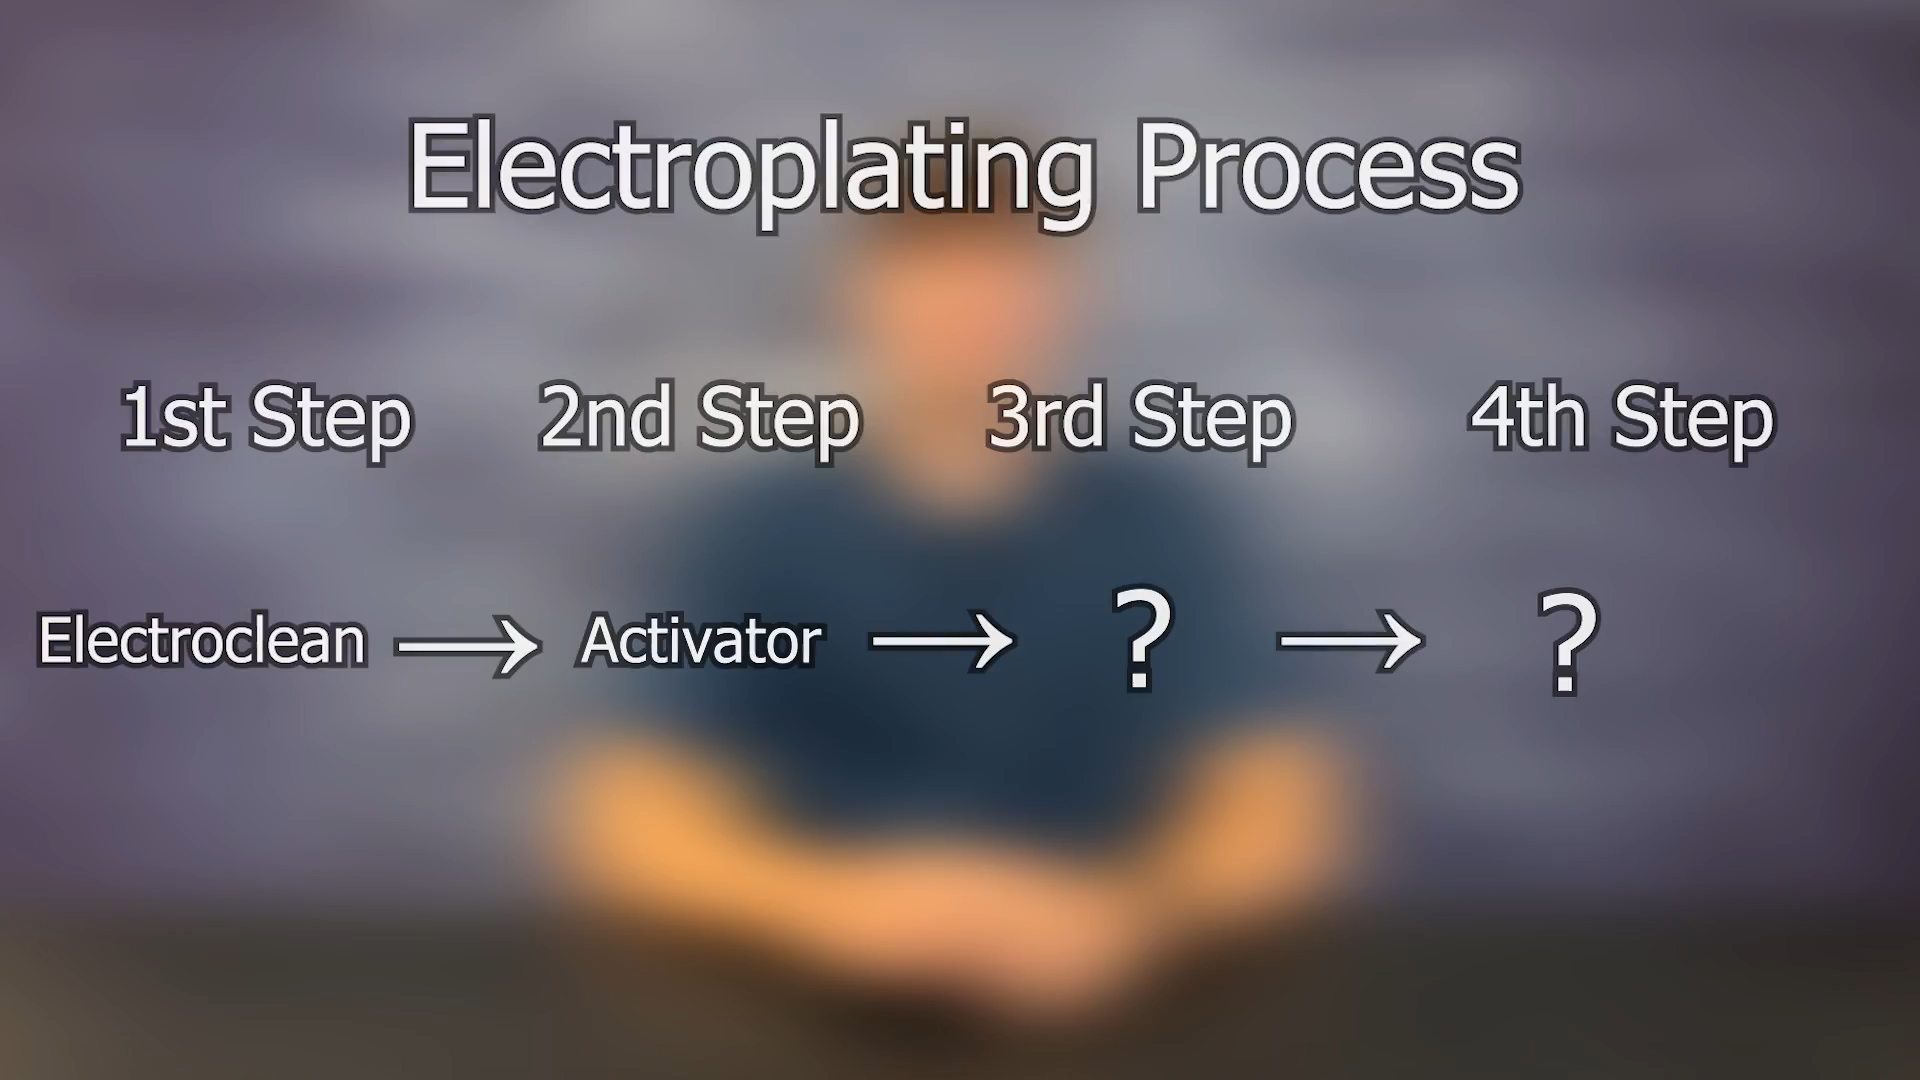 Electroplating Process
1st Step 2nd Step 3rd Step 4th Step
Electroclean → Activator → ? → ?